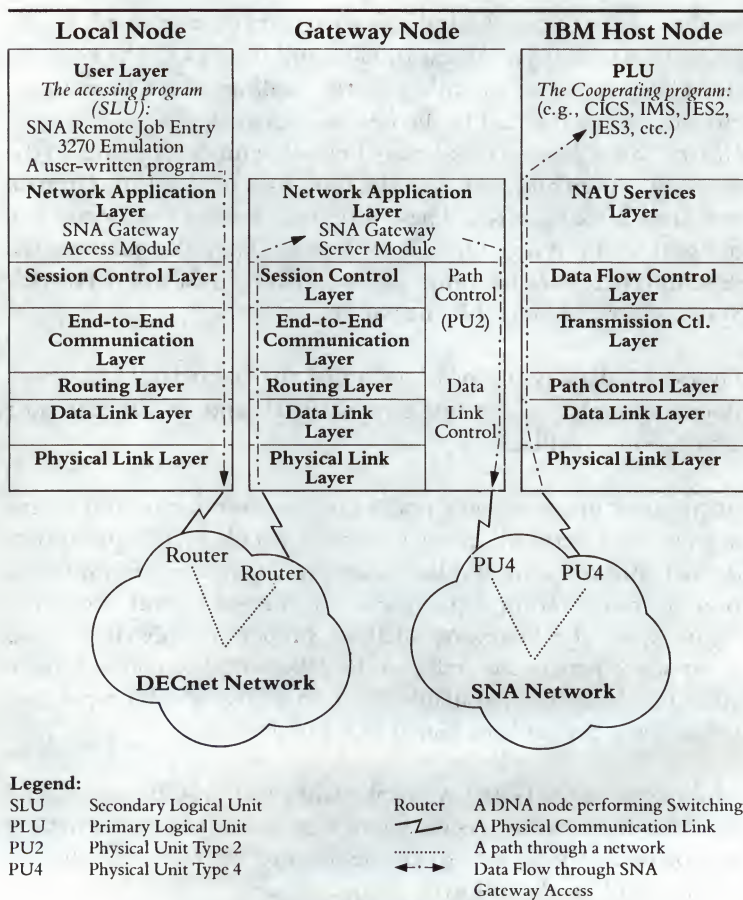 Local Node
User Layer
The accessing program
(SLU):
SNA Remote Job Entry
3270 Emulation
A user-written program
Network Application
Layer
SNA Gateway
Access Module
Session Control Layer
End-to-End
Communication
Layer
Routing Layer
Data Link Layer
Physical Link Layer
Gateway Node
Network Application
Layer
SNA Gateway
Server Module
Session Control
Layer
End-to-End
Communication
Layer
Routing Layer
Data Link
Layer
Physical Link
Layer
Path
Control
(PU2)
Data
Link
Control
IBM Host Node
PLU
The Cooperating program:
(e.g., CICS, IMS, JES2,
JES3, etc.)
NAU Services
Layer
Data Flow Control
Layer
Transmission Ctl.
Layer
Path Control Layer
Data Link Layer
Physical Link Layer
Router
Router
DECnet Network
PU4
PU4
SNA Network
Legend:
SLU Secondary Logical Unit
PLU Primary Logical Unit
PU2 Physical Unit Type 2
PU4 Physical Unit Type 4
Router A DNA node performing Switching
A Physical Communication Link
A path through a network
Data Flow through SNA
Gateway Access